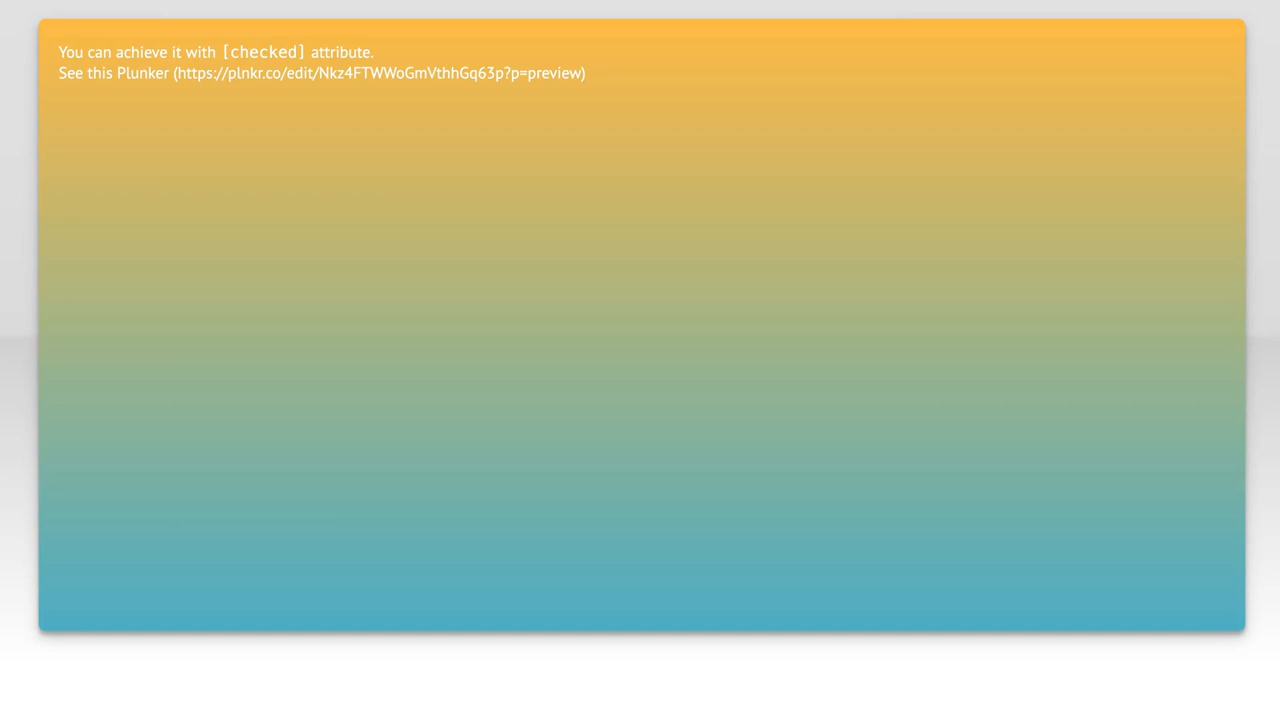 You can achieve it with [checked] attribute.
See this Plunker (https://plnkr.co/edit/Nkz4FTWWoGmVthhGq63p?p=preview)